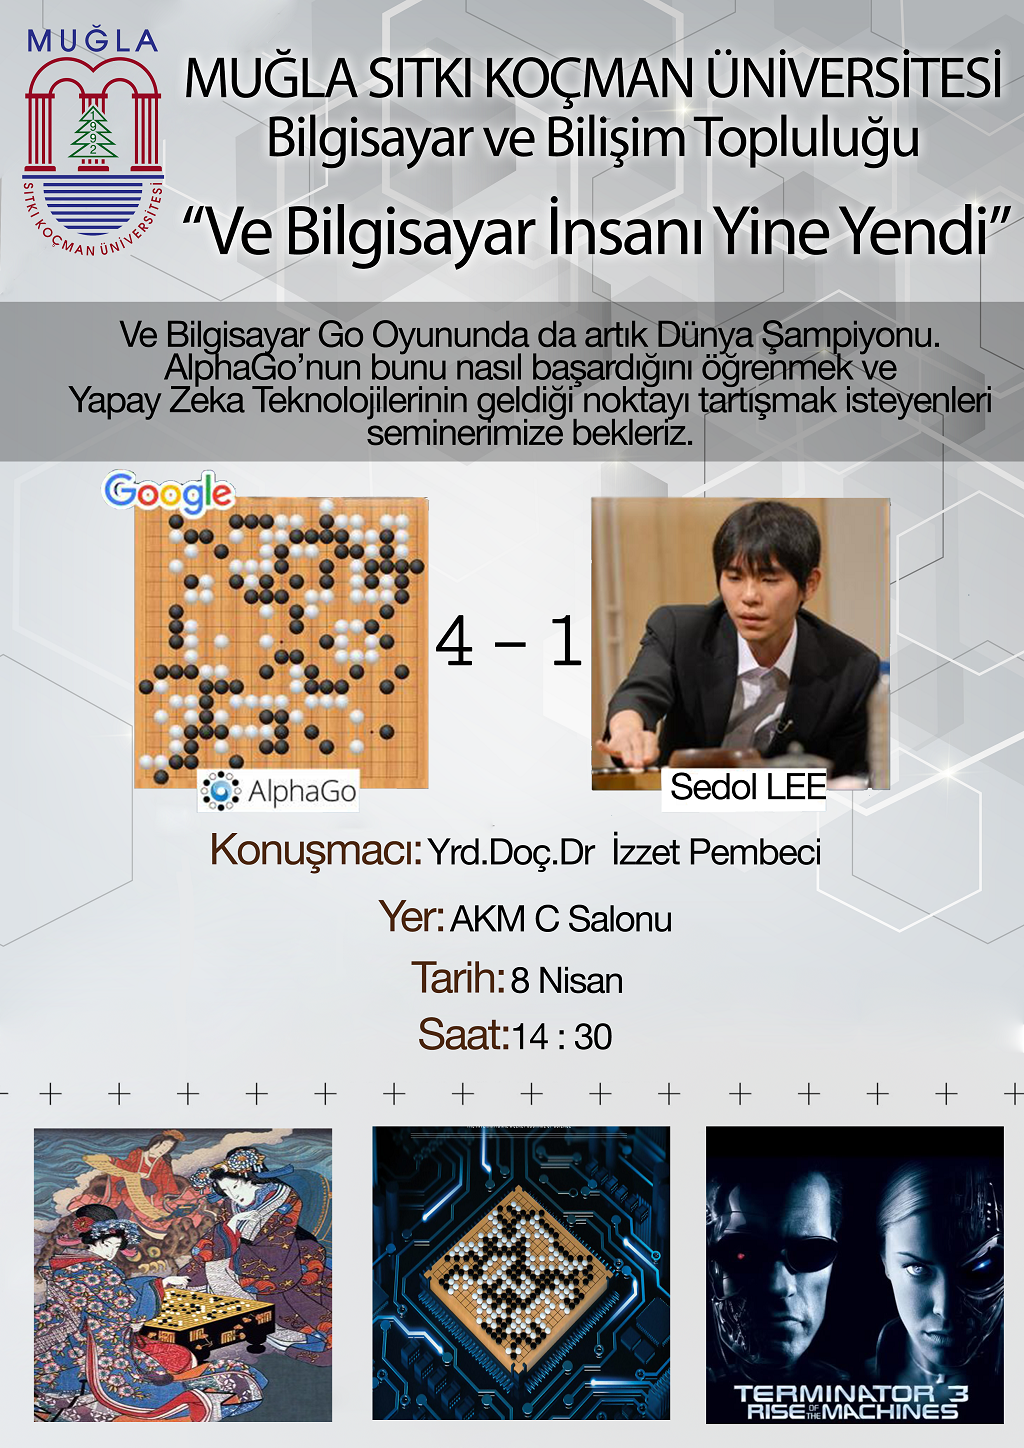 MUĞLA
1992
SITKI KOÇMAN ÜNİVERSİTESİ
MUĞLA SITKI KOÇMAN ÜNİVERSİTESİ
Bilgisayar ve Bilişim Topluluğu
“Ve Bilgisayar İnsanı Yine Yendi”
Ve Bilgisayar Go Oyununda da artık Dünya Şampiyonu.
AlphaGo’nun bunu nasıl başardığını öğrenmek ve
Yapay Zeka Teknolojilerinin geldiği noktayı tartışmak isteyenleri
seminerimize bekleriz.
Google
4 – 1
AlphaGo
Sedol LEE
Konuşmacı: Yrd.Doç.Dr İzzet Pembeci
Yer: AKM C Salonu
Tarih: 8 Nisan
Saat:14 : 30
TERMINATOR 3
RISE OF THE MACHINES